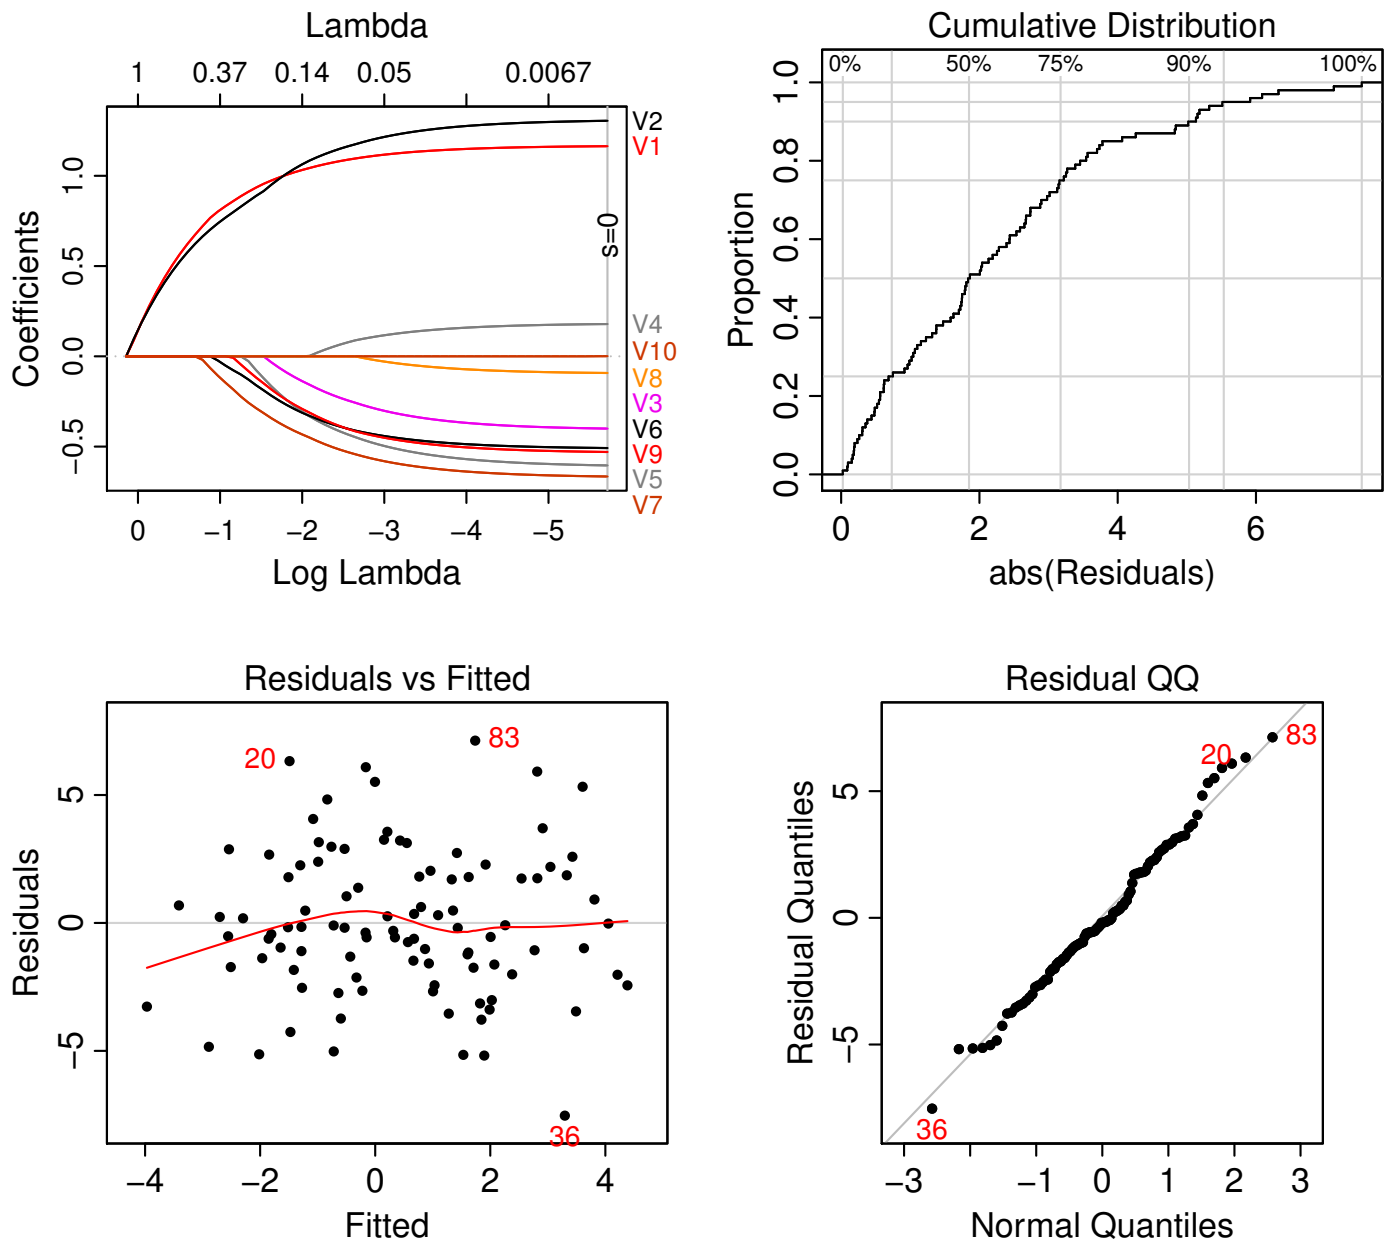 Lambda
1 0.37 0.14 0.05 0.0067
Coefficients
1.0
0.5
0.0
−0.5
V2
V1
s=0
V4
V10
V8
V3
V6
V9
V5
V7
0 −1 −2 −3 −4 −5
Log Lambda
Cumulative Distribution
0% 50% 75% 90% 100%
Proportion
1.0
0.8
0.6
0.4
0.2
0.0
0 2 4 6
abs(Residuals)
Residuals vs Fitted
Residuals
5
0
−5
83
20
36
−4 −2 0 2 4
Fitted
Residual QQ
Residual Quantiles
5
0
−5
83
20
36
−3 −1 0 1 2 3
Normal Quantiles